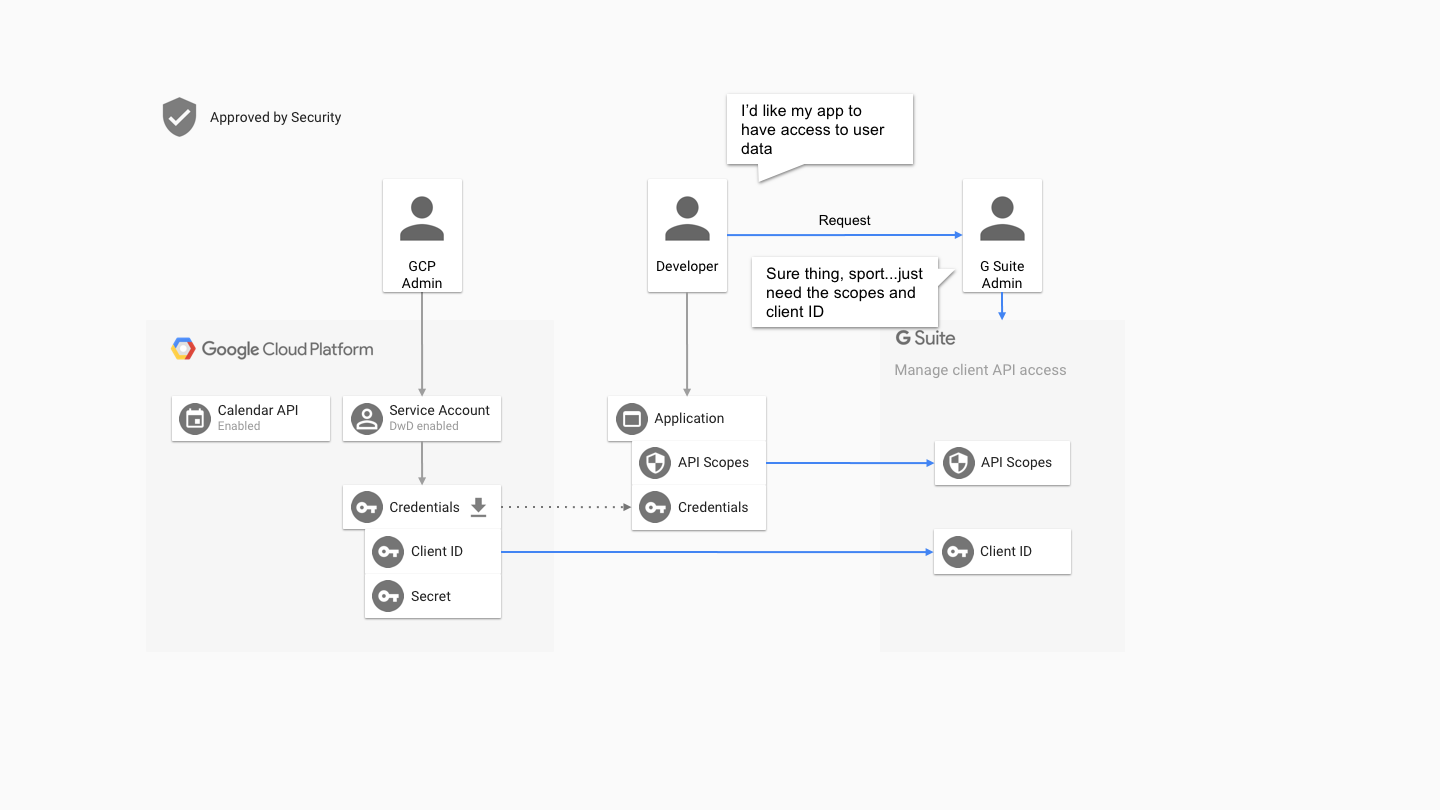 Approved by Security
I'd like my app to
have access to user
data
GCP
Admin
Developer
Request
G Suite
Admin
Sure thing, sport...just
need the scopes and
client ID
Google Cloud Platform
Calendar API
Enabled
Service Account
DwD enabled
Credentials
Client ID
Secret
Application
API Scopes
Credentials
G Suite
Manage client API access
API Scopes
Client ID